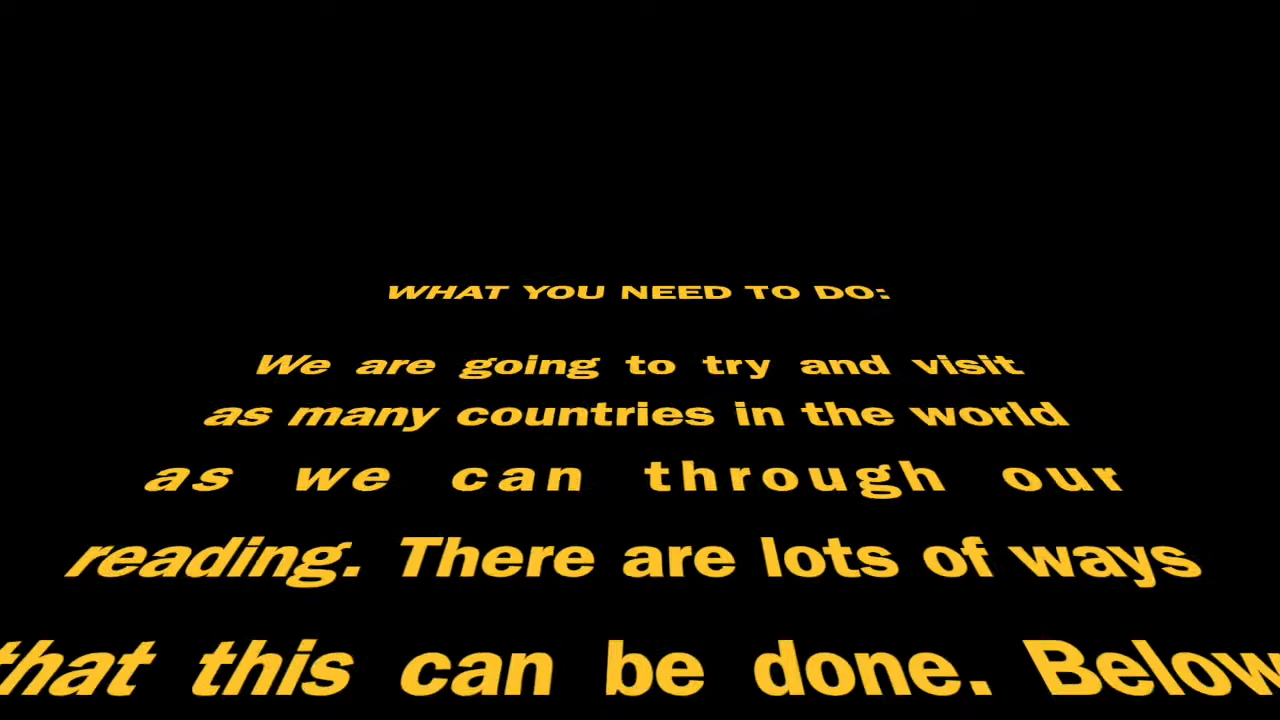 WHAT YOU NEED TO DO:
We are going to try and visit
as many countries in the world
as we can through our
reading. There are lots of ways
that this can be done. Below